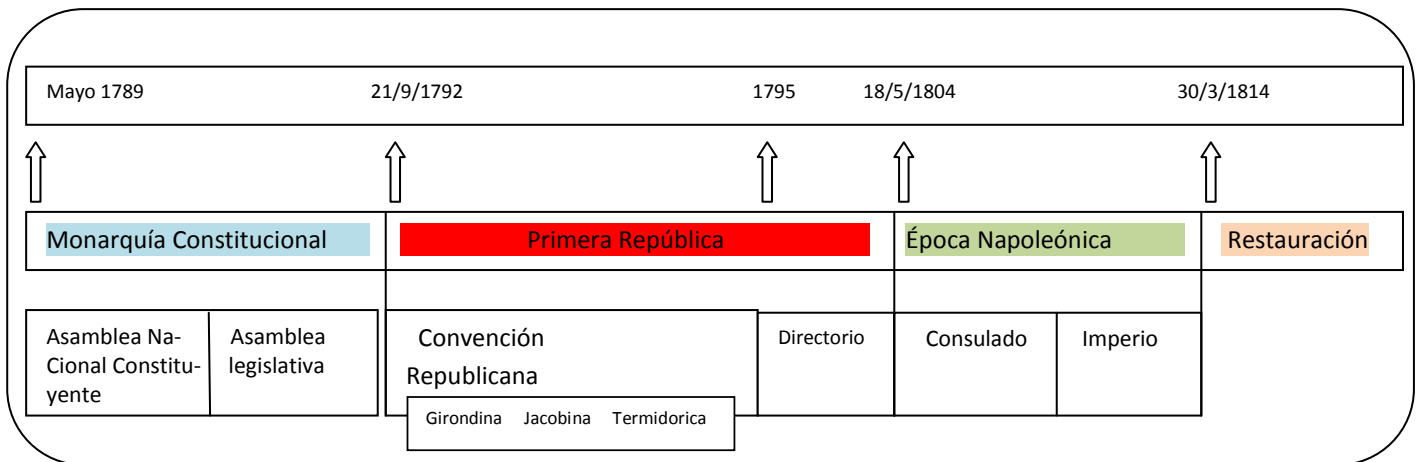 Mayo 1789 21/9/1792 1795 18/5/1804 30/3/1814
Monarquía Constitucional Primera República Época Napoleónica Restauración
Asamblea Na-
Cional Constitu-
yente
Asamblea
legislativa
Convención
Republicana
Girondina Jacobina Termidorica
Directorio
Consulado
Imperio